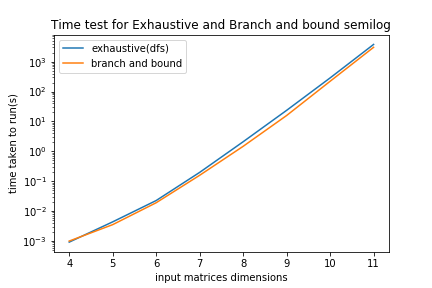 Time test for Exhaustive and Branch and bound semilog
exhaustive(dfs)
branch and bound
time taken to run(s)
10³
10²
10¹
10⁰
10⁻¹
10⁻²
10⁻³
4 5 6 7 8 9 10 11
input matrices dimensions